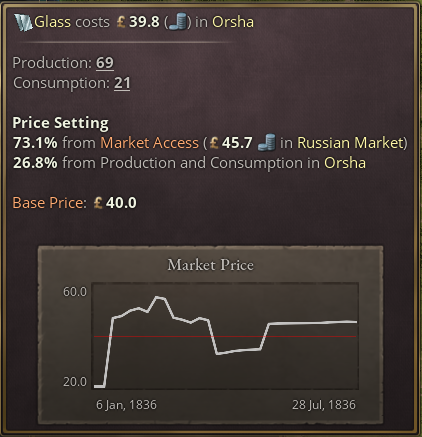 Glass costs £ 39.8 ( ) in Orsha
Production: 69
Consumption: 21
Price Setting
73.1% from Market Access (£ 45.7 in Russian Market)
26.8% from Production and Consumption in Orsha
Base Price: £ 40.0
Market Price
60.0
20.0
6 Jan, 1836
28 Jul, 1836